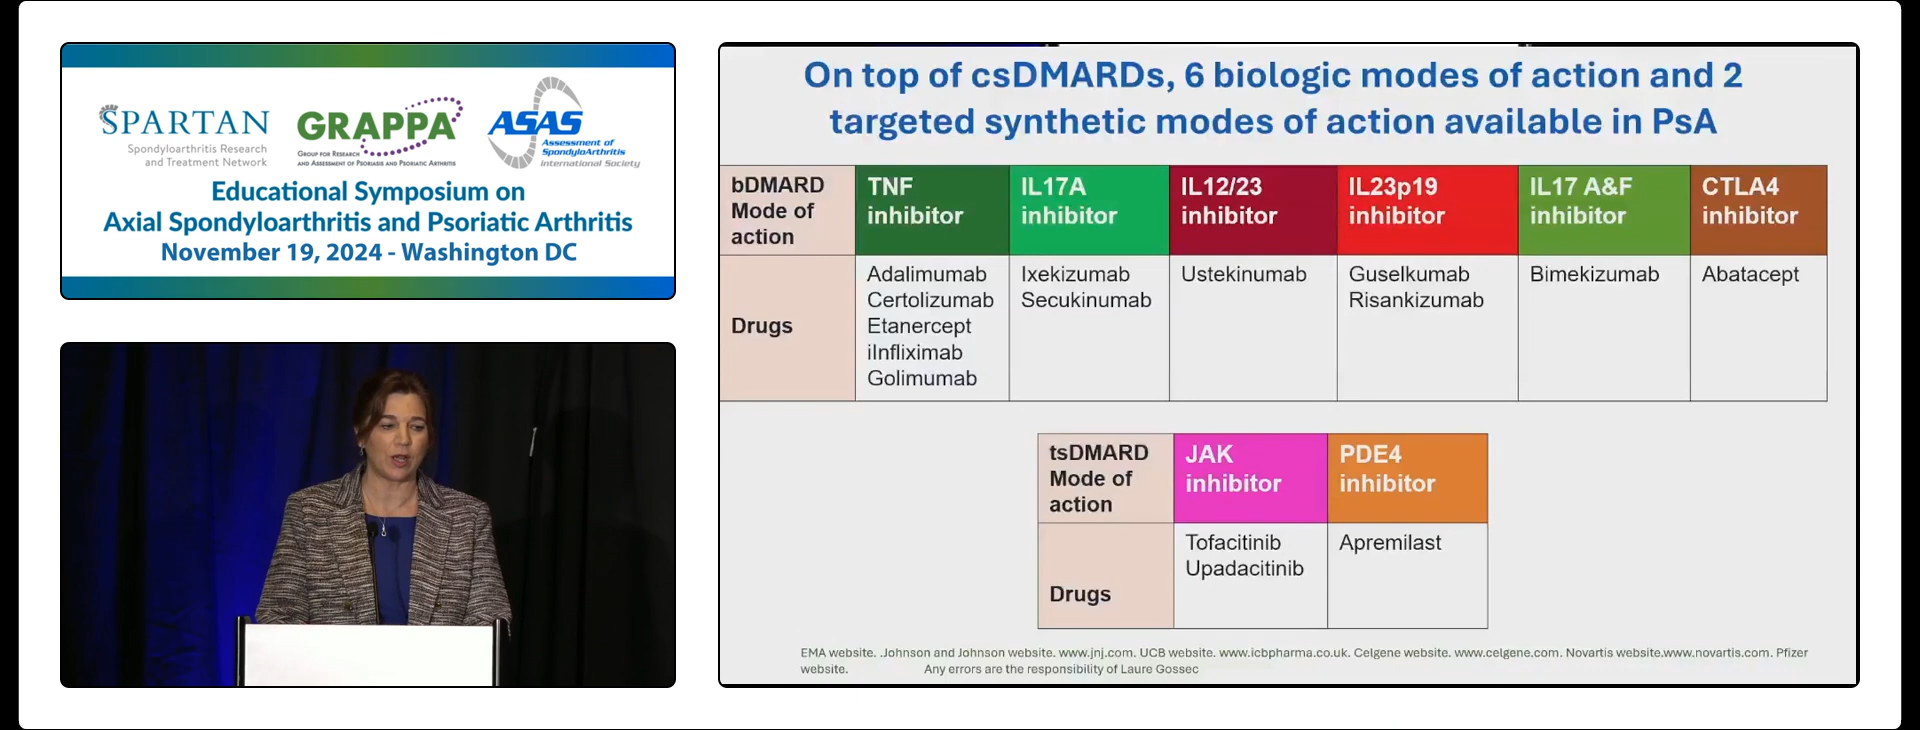 SPARTAN
Spondyloarthritis Research
and Treatment Network
GRAPPA
GROUP FOR RESEARCH
AND ASSESSMENT OF PSORIASIS AND PSORIATIC ARTHRITIS
ASAS
Assessment of
SpondyloArthritis
international Society
Educational Symposium on
Axial Spondyloarthritis and Psoriatic Arthritis
November 19, 2024 - Washington DC
On top of csDMARDs, 6 biologic modes of action and 2
targeted synthetic modes of action available in PsA
bDMARD
Mode of
action
TNF
inhibitor
IL17A
inhibitor
IL12/23
inhibitor
IL23p19
inhibitor
IL17 A&F
inhibitor
CTLA4
inhibitor
Drugs
Adalimumab
Certolizumab
Etanercept
iInfliximab
Golimumab
Ixekizumab
Secukinumab
Ustekinumab
Guselkumab
Risankizumab
Bimekizumab
Abatacept
tsDMARD
Mode of
action
JAK
inhibitor
PDE4
inhibitor
Drugs
Tofacitinib
Upadacitinib
Apremilast
EMA website. .Johnson and Johnson website. www.jnj.com. UCB website. www.icbpharma.co.uk. Celgene website. www.celgene.com. Novartis website.www.novartis.com. Pfizer
website. Any errors are the responsibility of Laure Gossec